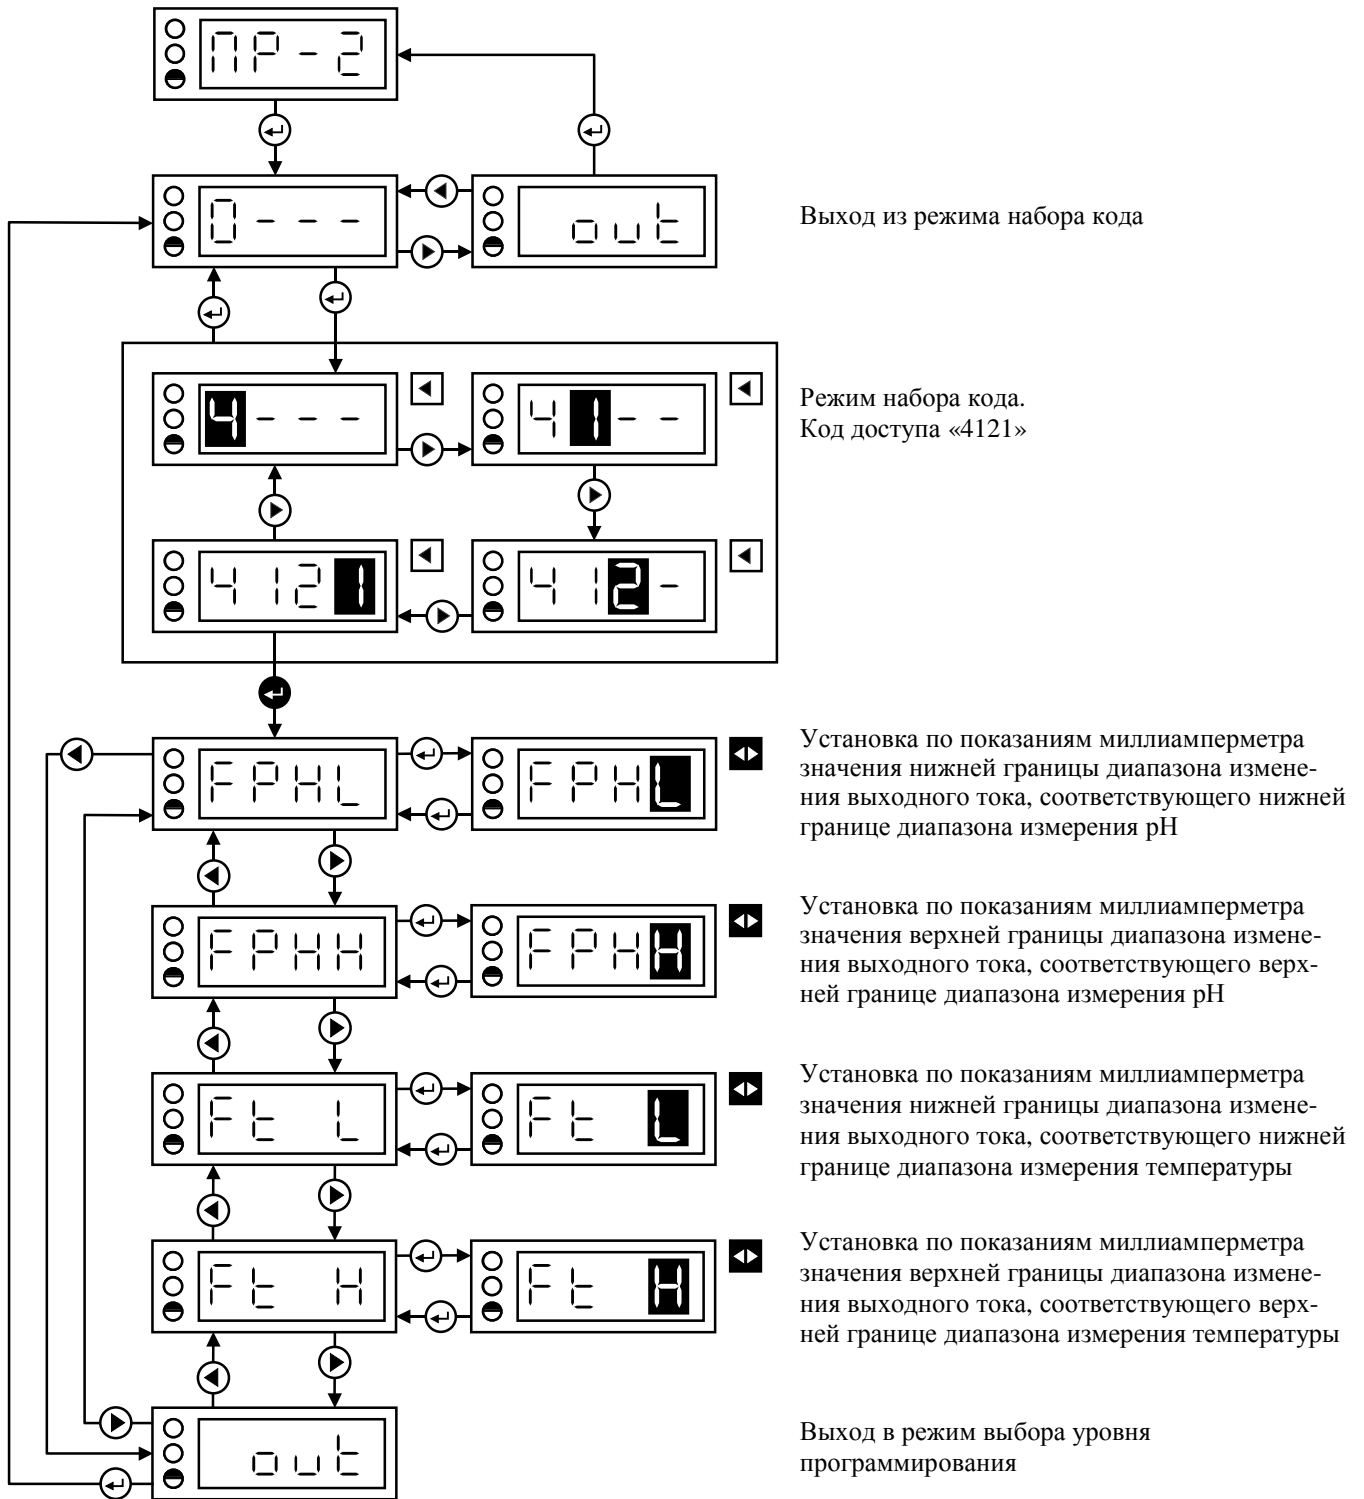 ПР-2
0---
out
Выход из режима набора кода
4---
41--
Режим набора кода.
Код доступа «4121»
4121
412-
FPHL
FPHL
Установка по показаниям миллиамперметра
значения нижней границы диапазона измене-
ния выходного тока, соответствующего нижней
границе диапазона измерения рН
FPHH
FPHH
Установка по показаниям миллиамперметра
значения верхней границы диапазона измене-
ния выходного тока, соответствующего верх-
ней границе диапазона измерения рН
Ft L
Ft L
Установка по показаниям миллиамперметра
значения нижней границы диапазона измене-
ния выходного тока, соответствующего нижней
границе диапазона измерения температуры
Ft H
Ft H
Установка по показаниям миллиамперметра
значения верхней границы диапазона измене-
ния выходного тока, соответствующего верх-
ней границе диапазона измерения температуры
out
Выход в режим выбора уровня
программирования